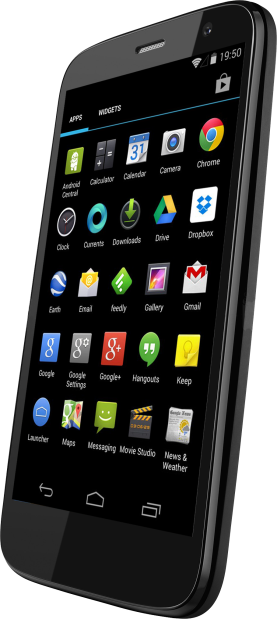 19:50
APPS WIDGETS
Android Central
Calculator
31
Calendar
Camera
Chrome
Clock
Currents
Downloads
Drive
Dropbox
Earth
Email
feedly
Gallery
Gmail
g
Google
g
Google Settings
g+
Google+
Hangouts
Keep
Launcher
Maps
Messaging
Movie Studio
News & Weather